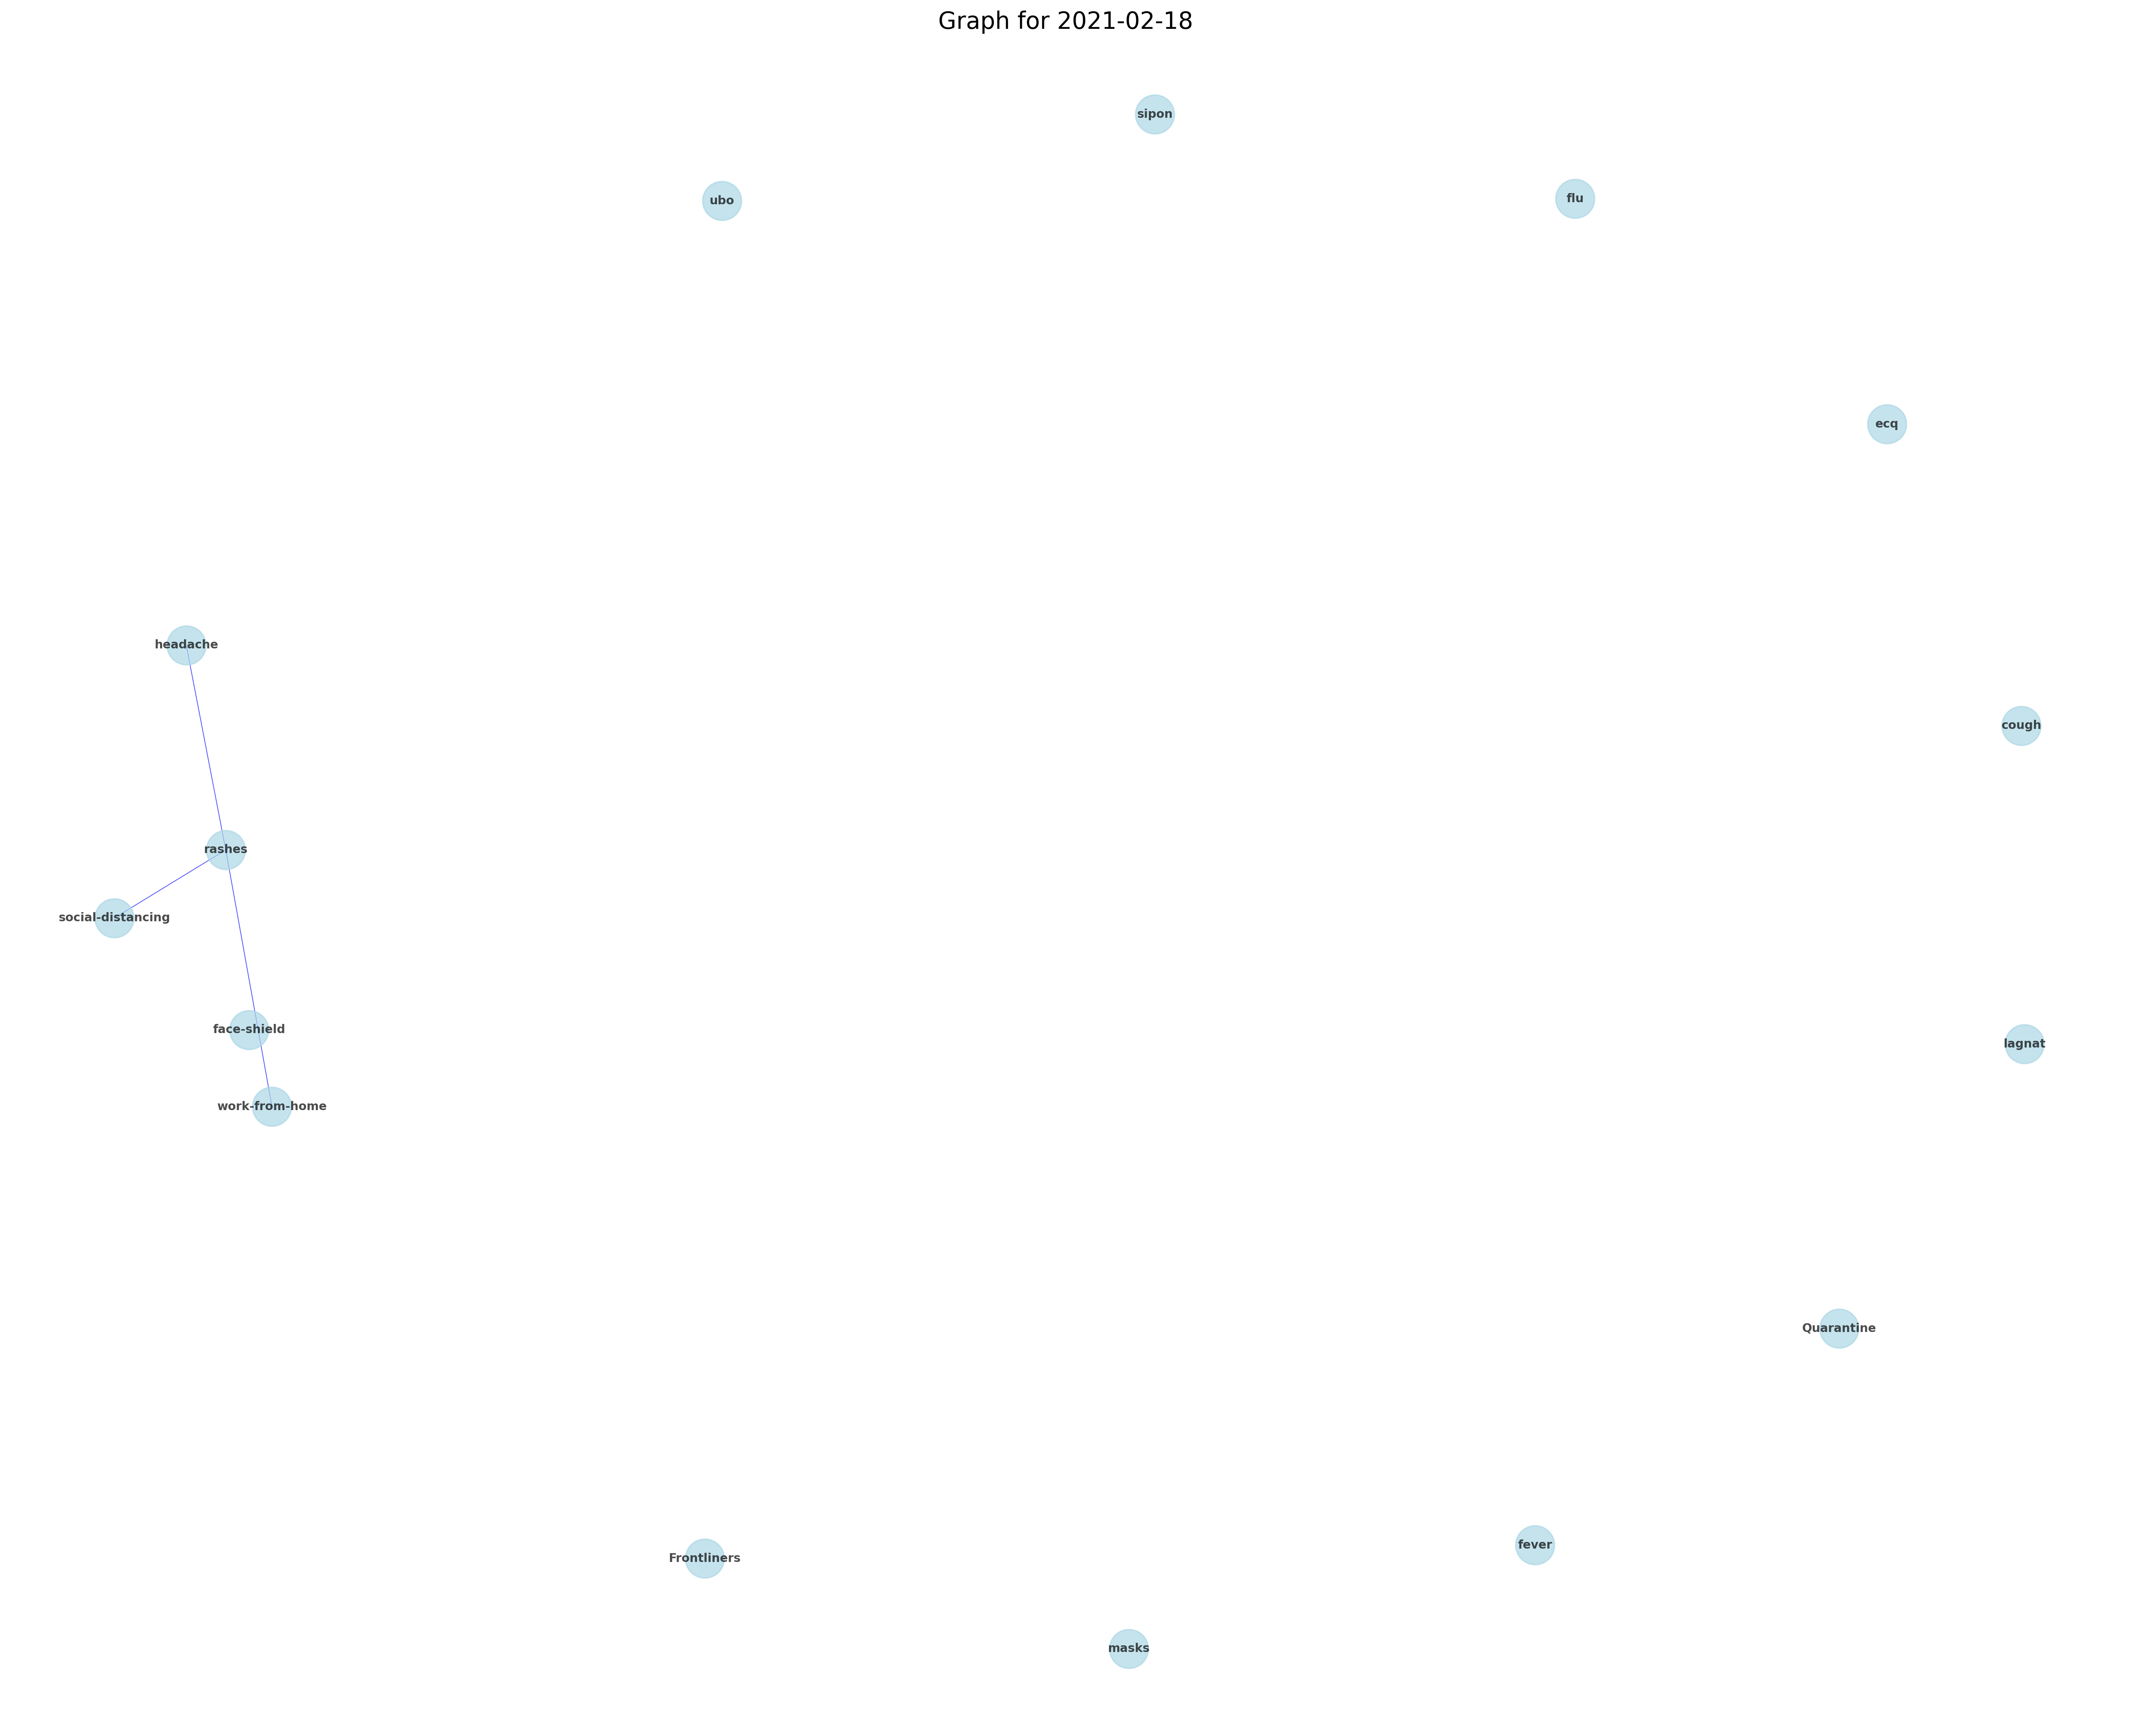 Graph for 2021-02-18
sipon
ubo
flu
ecq
headache
cough
rashes
social-distancing
face-shield
lagnat
work-from-home
Quarantine
Frontliners
fever
masks